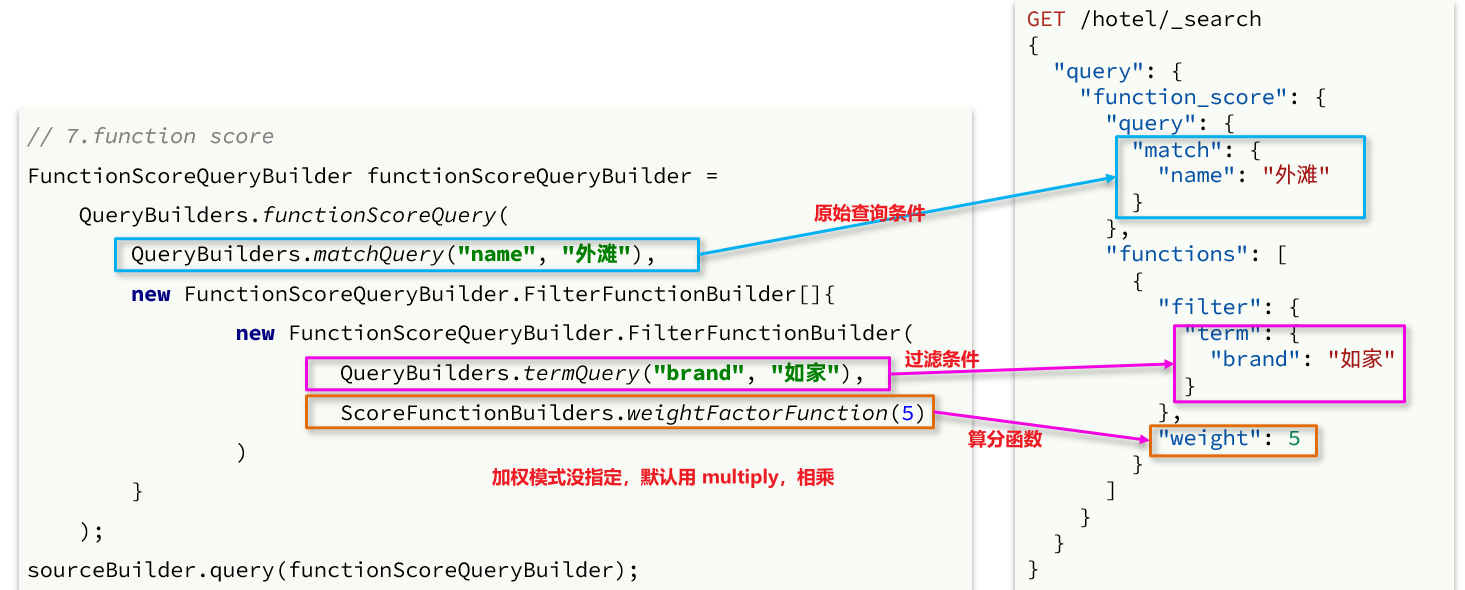 // 7.function score
FunctionScoreQueryBuilder functionScoreQueryBuilder =
QueryBuilders.functionScoreQuery(
QueryBuilders.matchQuery("name", "外滩"),
new FunctionScoreQueryBuilder.FilterFunctionBuilder[]{
new FunctionScoreQueryBuilder.FilterFunctionBuilder(
QueryBuilders.termQuery("brand", "如家"),
ScoreFunctionBuilders.weightFactorFunction(5)
)
}
);
sourceBuilder.query(functionScoreQueryBuilder);
原始查询条件
过滤条件
算分函数
加权模式没指定，默认用 multiply，相乘
GET /hotel/_search
{
"query": {
"function_score": {
"query": {
"match": {
"name": "外滩"
}
},
"functions": [
{
"filter": {
"term": {
"brand": "如家"
}
},
"weight": 5
}
]
}
}
}